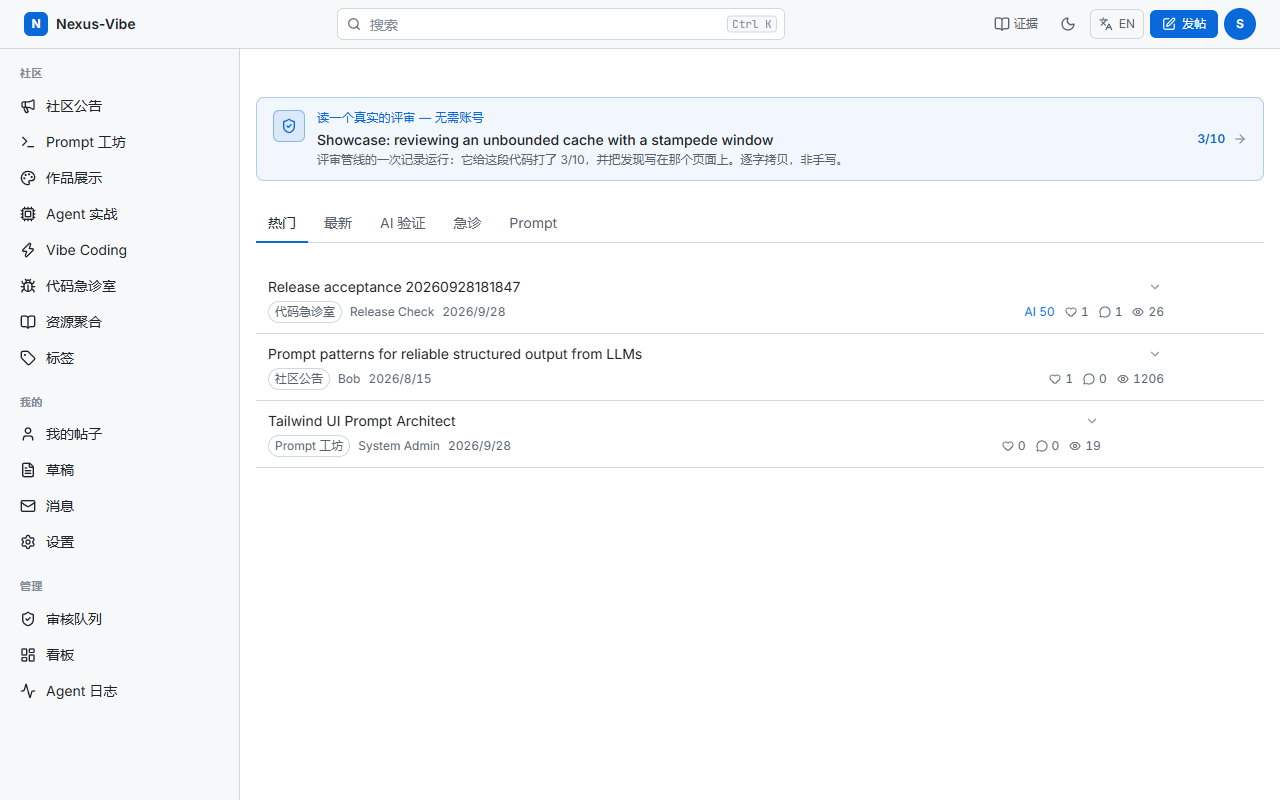 N Nexus-Vibe
搜索 Ctrl K
证据
EN
发帖
S
社区
社区公告
Prompt 工坊
作品展示
Agent 实战
Vibe Coding
代码急诊室
资源聚合
标签
我的
我的帖子
草稿
消息
设置
管理
审核队列
看板
Agent 日志
读一个真实的评审 — 无需账号
Showcase: reviewing an unbounded cache with a stampede window
评审管线的一次记录运行：它给这段代码打了 3/10，并把发现写在那个页面上。逐字拷贝，非手写。
3/10
热门 最新 AI 验证 急诊 Prompt
Release acceptance 20260928181847
代码急诊室 Release Check 2026/9/28 AI 50 1 1 26
Prompt patterns for reliable structured output from LLMs
社区公告 Bob 2026/8/15 1 0 1206
Tailwind UI Prompt Architect
Prompt 工坊 System Admin 2026/9/28 0 0 19